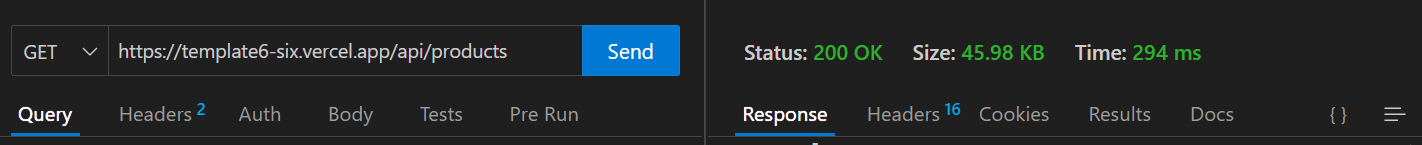 GET https://template6-six.vercel.app/api/products Send
Query Headers 2 Auth Body Tests Pre Run
Status: 200 OK Size: 45.98 KB Time: 294 ms
Response Headers 16 Cookies Results Docs { }